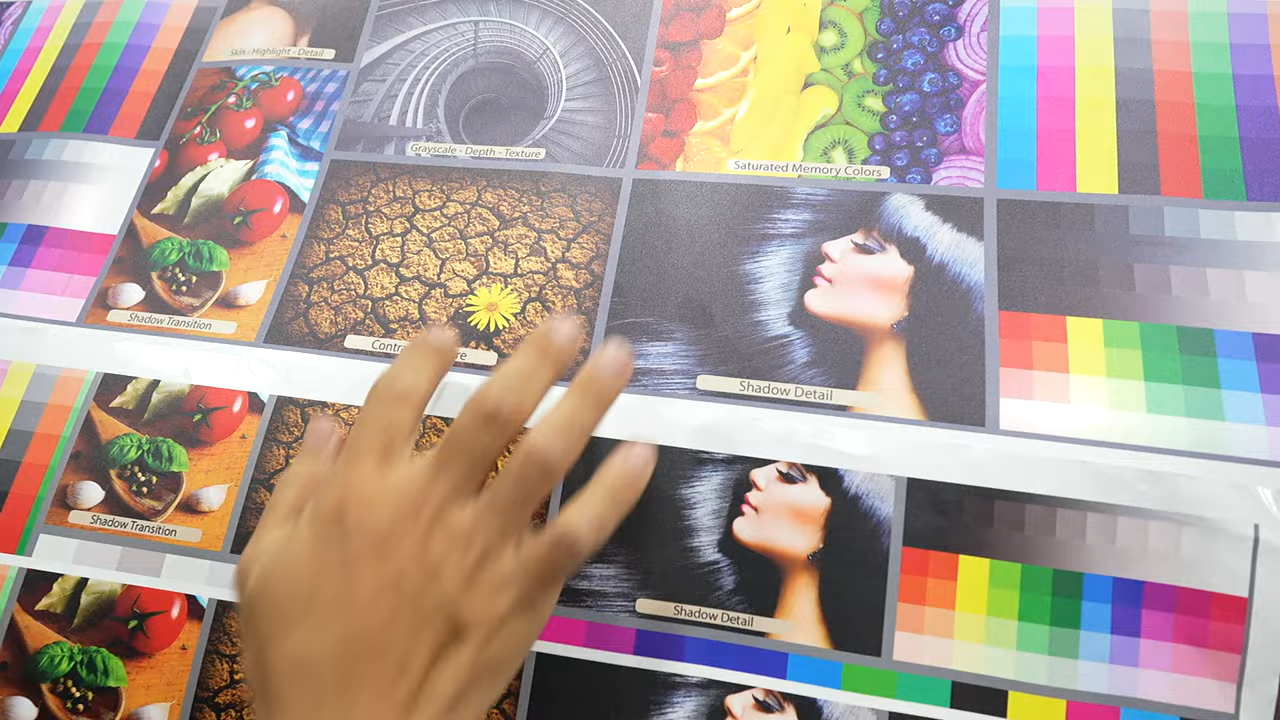 Skin - Highlight - Detail
Grayscale - Depth - Texture
Saturated Memory Colors
Shadow Transition
Shadow Detail
Shadow Transition
Shadow Detail